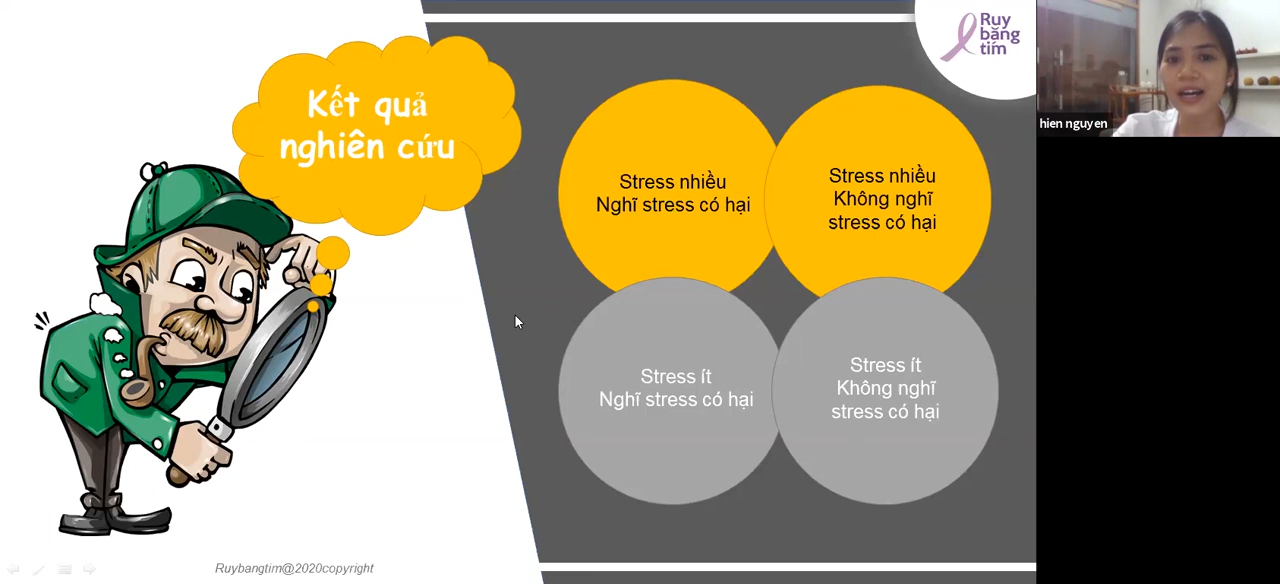 Kết quả
nghiên cứu
Stress nhiều
Nghĩ stress có hại
Stress nhiều
Không nghĩ
stress có hại
Stress ít
Nghĩ stress có hại
Stress ít
Không nghĩ
stress có hại
Ruy
băng
tím
hien nguyen
Ruybangtim@2020copyright